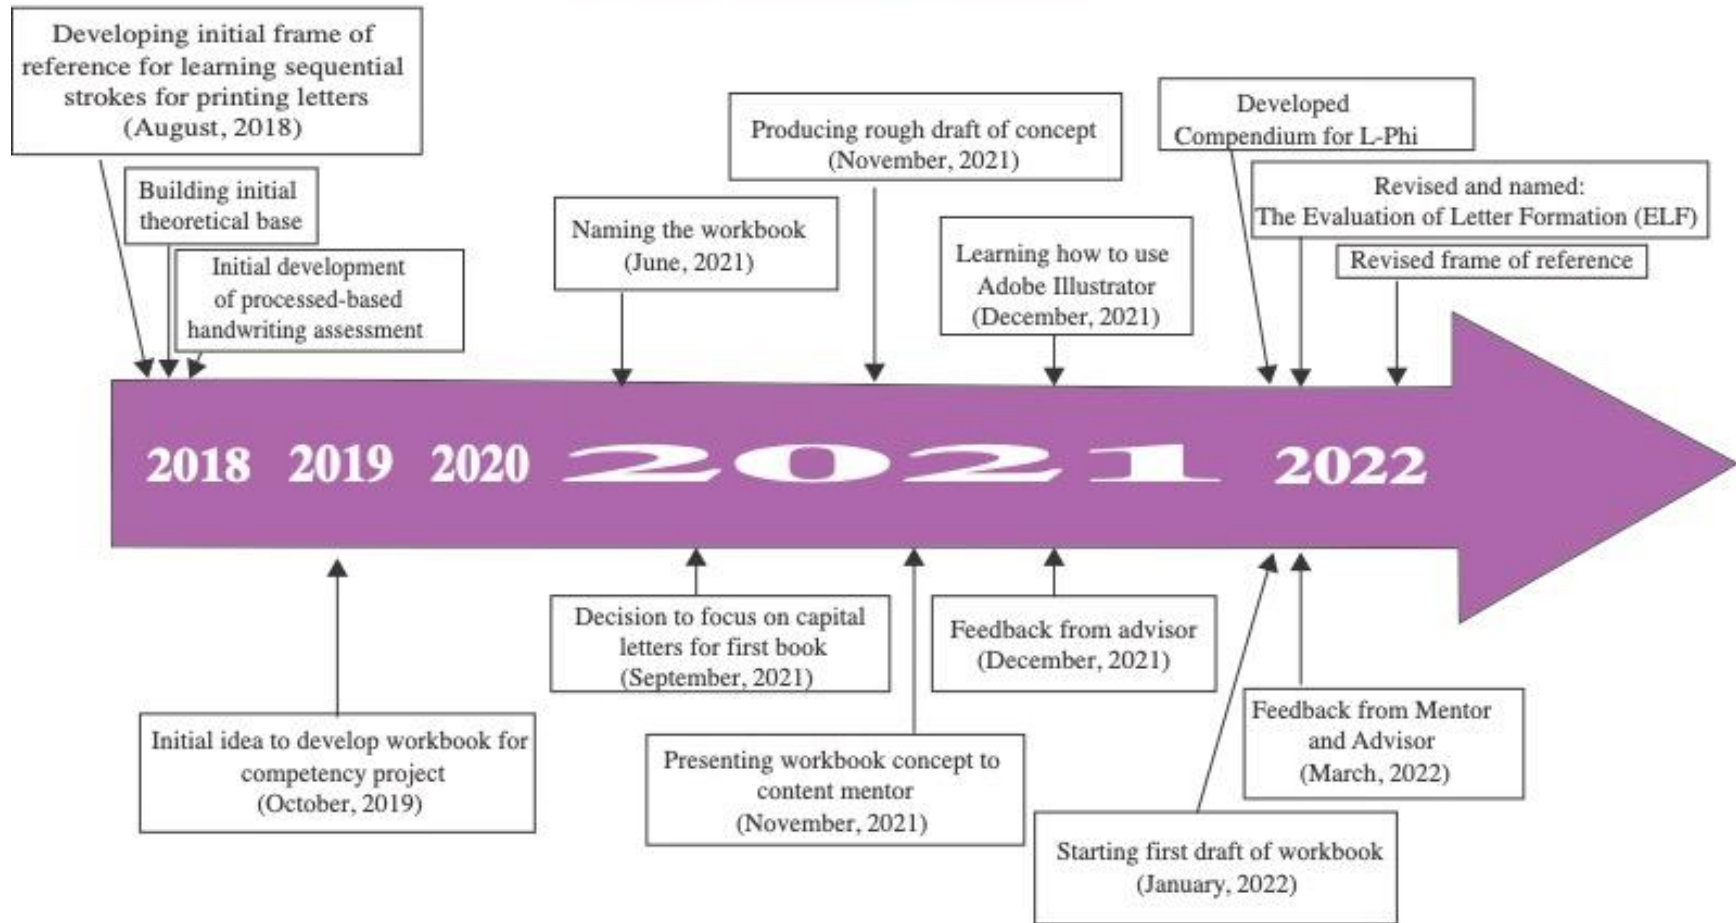 Developing initial frame of
reference for learning sequential
strokes for printing letters
(August, 2018)
Building initial
theoretical base
Initial development
of processed-based
handwriting assessment
Naming the workbook
(June, 2021)
Producing rough draft of concept
(November, 2021)
Learning how to use
Adobe Illustrator
(December, 2021)
Developed
Compendium for L-Phi
Revised and named:
The Evaluation of Letter Formation (ELF)
Revised frame of reference
2018 2019 2020 2021 2022
Initial idea to develop workbook for
competency project
(October, 2019)
Decision to focus on capital
letters for first book
(September, 2021)
Presenting workbook concept to
content mentor
(November, 2021)
Feedback from advisor
(December, 2021)
Starting first draft of workbook
(January, 2022)
Feedback from Mentor
and Advisor
(March, 2022)